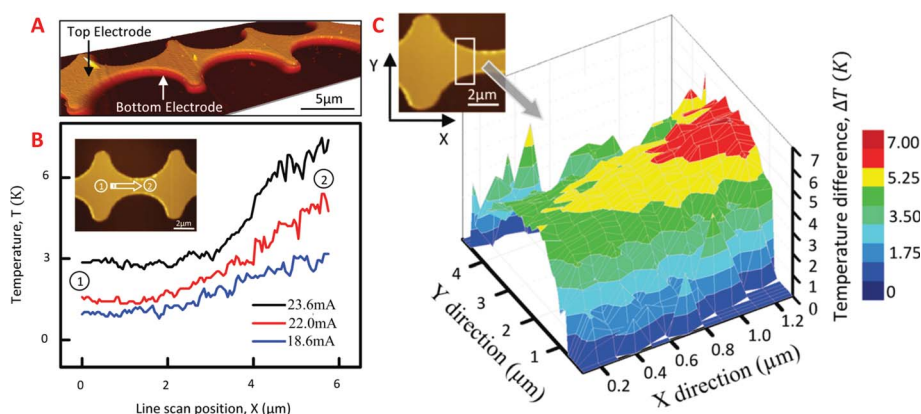 A
Top Electrode
Bottom Electrode
5μm
B
Temperature, T (K)
6
3
0
① ②
2μm
②
①
23.6mA
22.0mA
18.6mA
0 2 4 6
Line scan position, X (μm)
C
Y
X
2μm
4
3
2
1
Y direction (μm)
0.2 0.4 0.6 0.8 1.0 1.2
X direction (μm)
7
6
5
4
3
2
1
0
Temperature difference, ΔT (K)
7.00
5.25
3.50
1.75
0